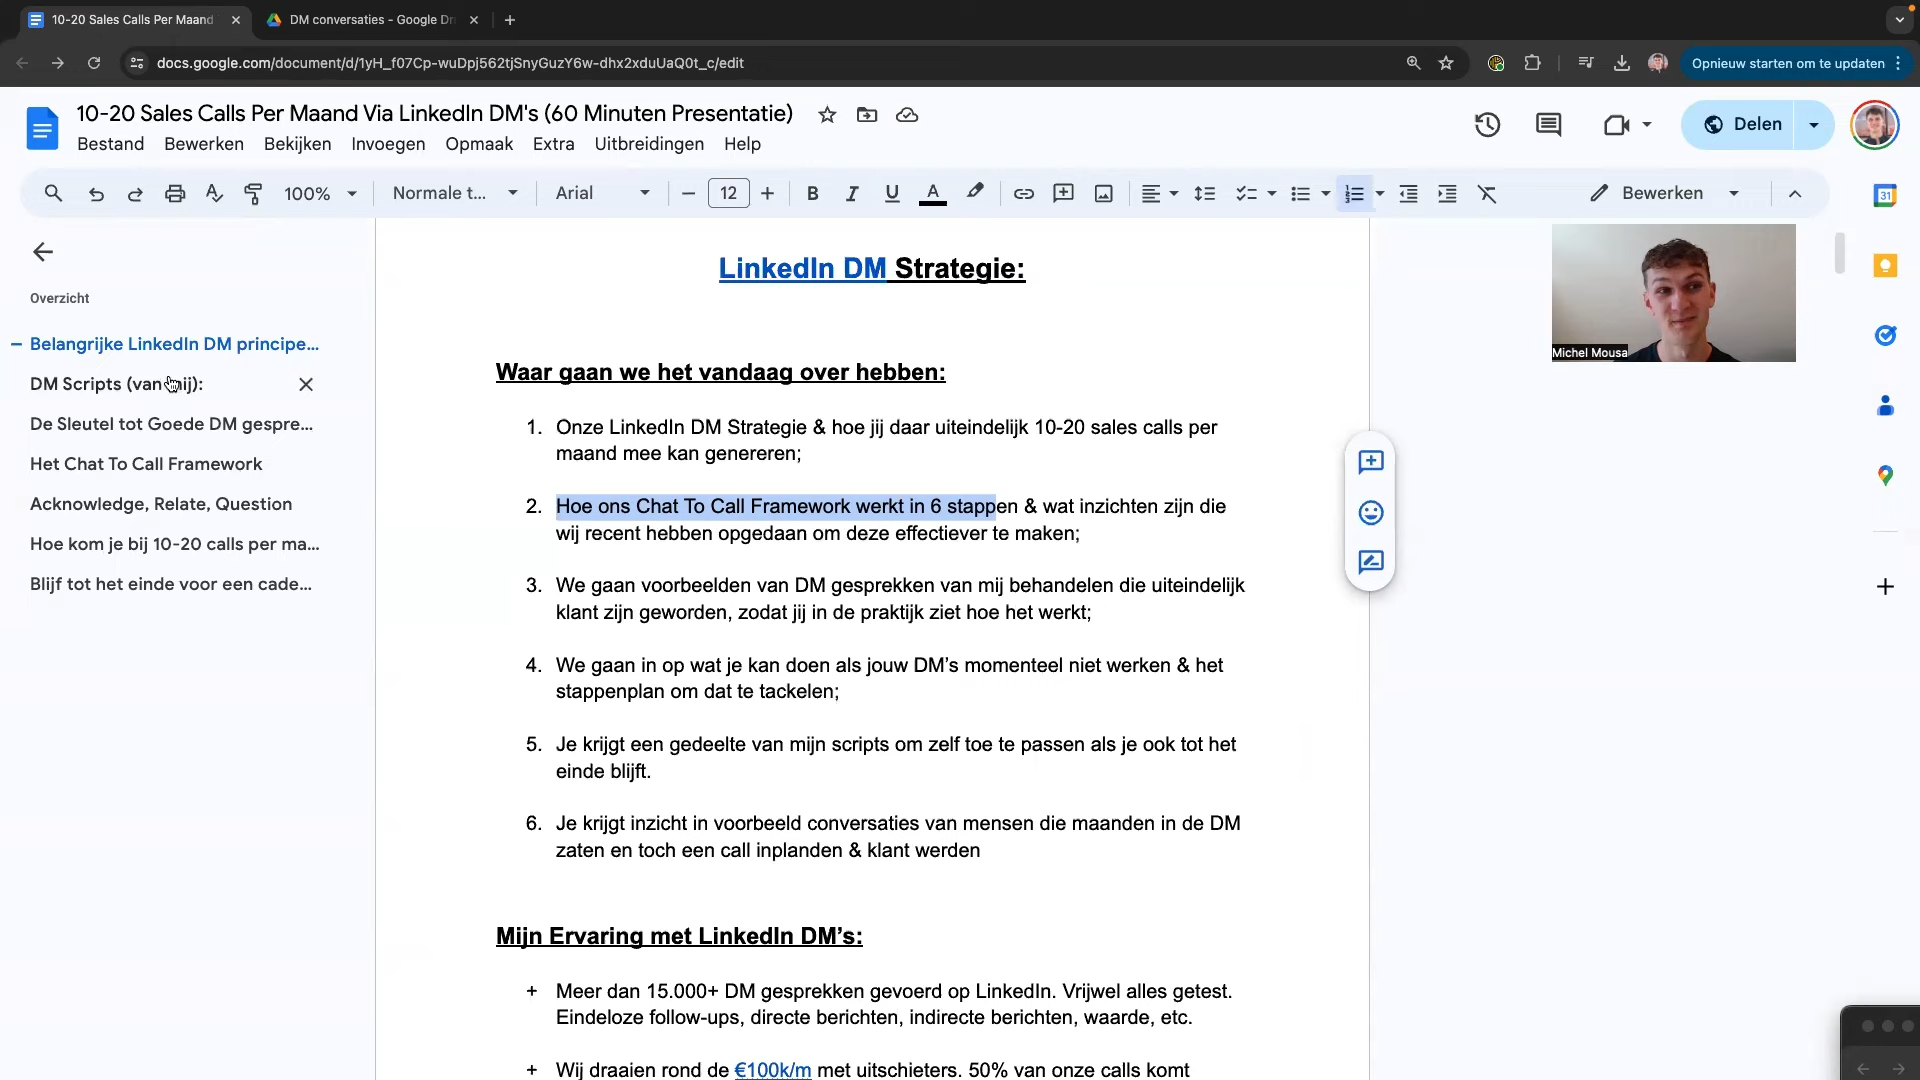 10-20 Sales Calls Per Maand
DM conversaties - Google Dr
docs.google.com/document/d/1yH_f07Cp-wuDpj562tjSnyGuzY6w-dhx2xduUaQ0t_c/edit
Opnieuw starten om te updaten
10-20 Sales Calls Per Maand Via LinkedIn DM's (60 Minuten Presentatie)
Bestand Bewerken Bekijken Invoegen Opmaak Extra Uitbreidingen Help
Delen
100% Normale t... Arial 12 B I U A Bewerken
31
Overzicht
Belangrijke LinkedIn DM principe...
DM Scripts (van mij):
De Sleutel tot Goede DM gespre...
Het Chat To Call Framework
Acknowledge, Relate, Question
Hoe kom je bij 10-20 calls per ma...
Blijf tot het einde voor een cade...
LinkedIn DM Strategie:
Waar gaan we het vandaag over hebben:
1. Onze LinkedIn DM Strategie & hoe jij daar uiteindelijk 10-20 sales calls per
maand mee kan genereren;
2. Hoe ons Chat To Call Framework werkt in 6 stappen & wat inzichten zijn die
wij recent hebben opgedaan om deze effectiever te maken;
3. We gaan voorbeelden van DM gesprekken van mij behandelen die uiteindelijk
klant zijn geworden, zodat jij in de praktijk ziet hoe het werkt;
4. We gaan in op wat je kan doen als jouw DM's momenteel niet werken & het
stappenplan om dat te tackelen;
5. Je krijgt een gedeelte van mijn scripts om zelf toe te passen als je ook tot het
einde blijft.
6. Je krijgt inzicht in voorbeeld conversaties van mensen die maanden in de DM
zaten en toch een call inplanden & klant werden
Mijn Ervaring met LinkedIn DM's:
+ Meer dan 15.000+ DM gesprekken gevoerd op LinkedIn. Vrijwel alles getest.
Eindeloze follow-ups, directe berichten, indirecte berichten, waarde, etc.
+ Wij draaien rond de €100k/m met uitschieters. 50% van onze calls komt
Michel Mousa